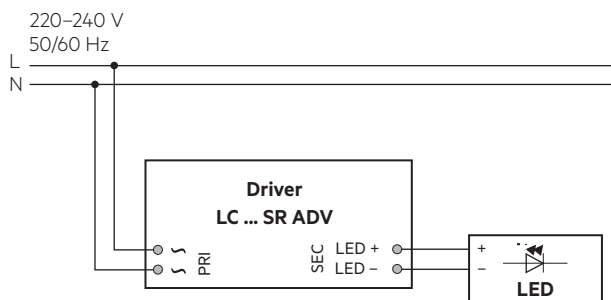 220–240 V
50/60 Hz
L
N
Driver
LC ... SR ADV
~ PRI SEC LED + +
~ LED – –
LED